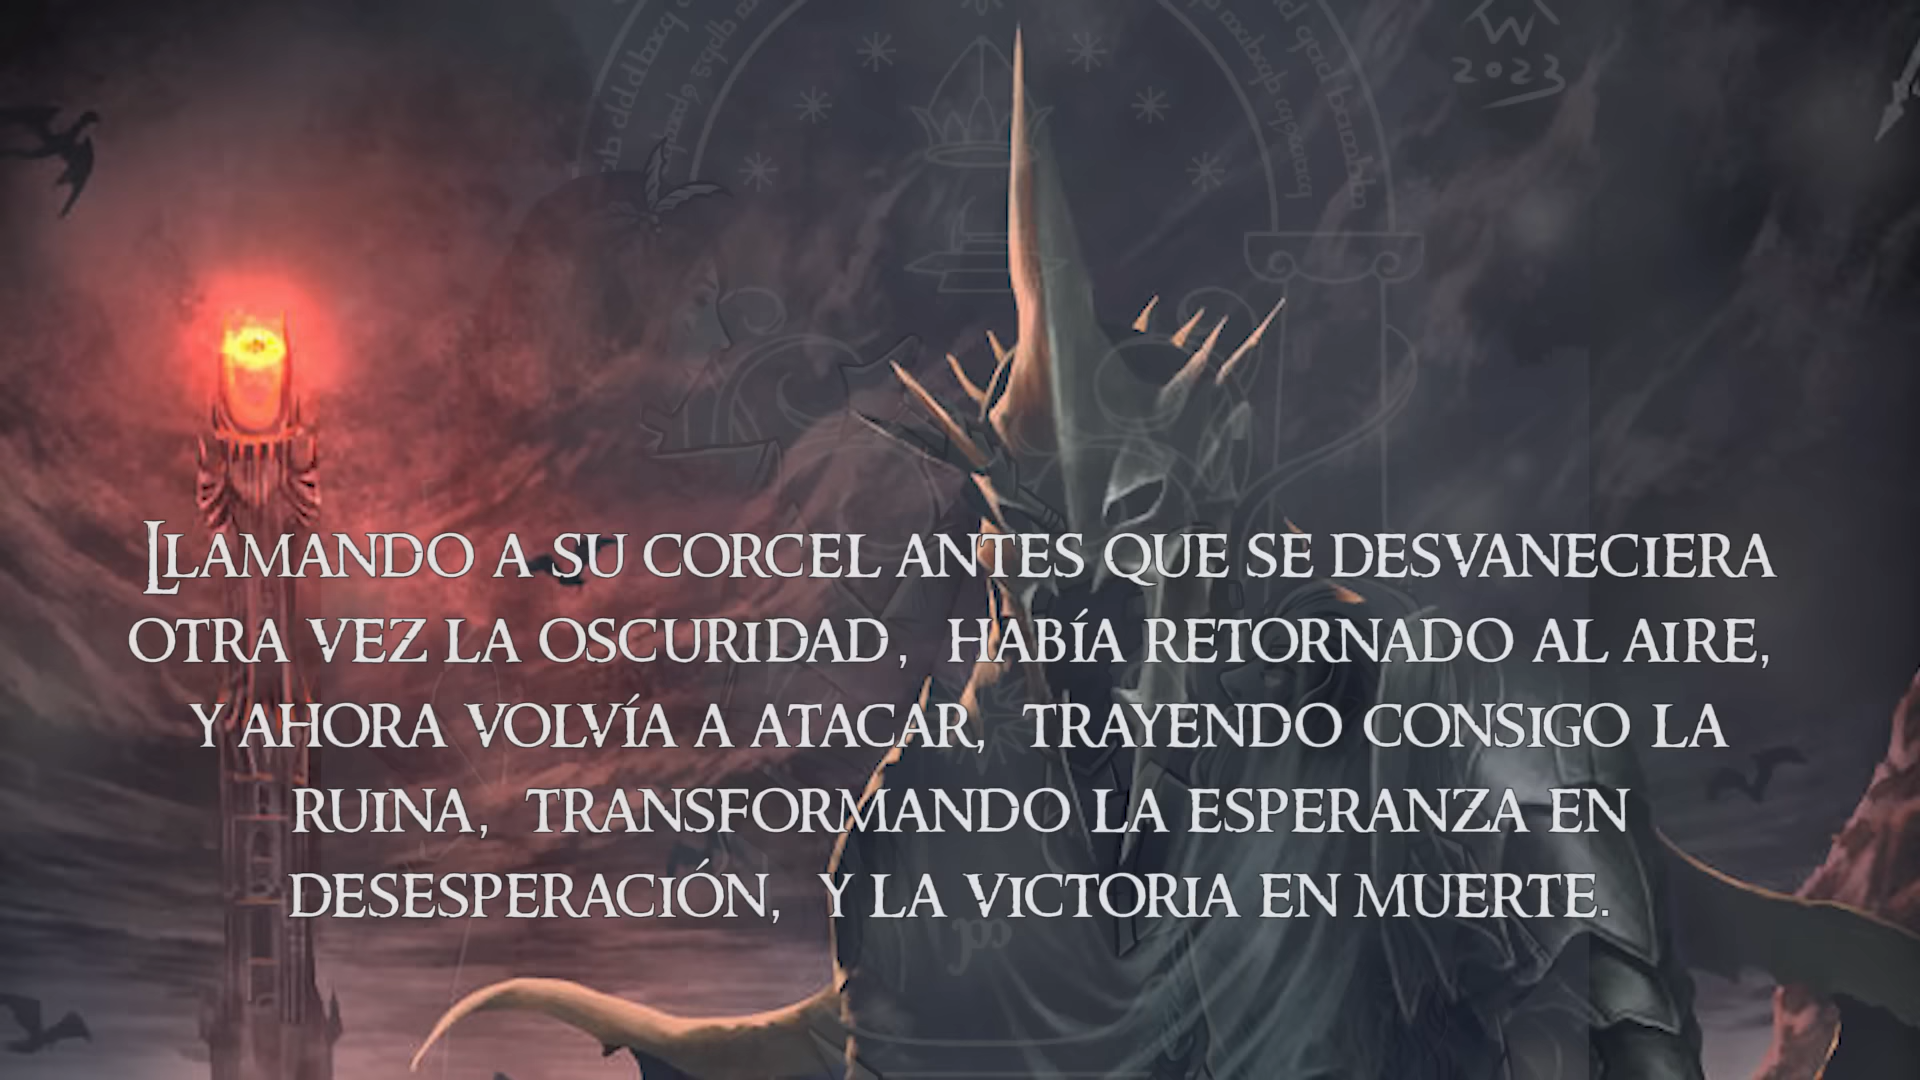 W
2023
Llamando a su corcel antes que se desvaneciera
otra vez la oscuridad, había retornado al aire,
y ahora volvía a atacar, trayendo consigo la
ruina, transformando la esperanza en
desesperación, y la victoria en muerte.